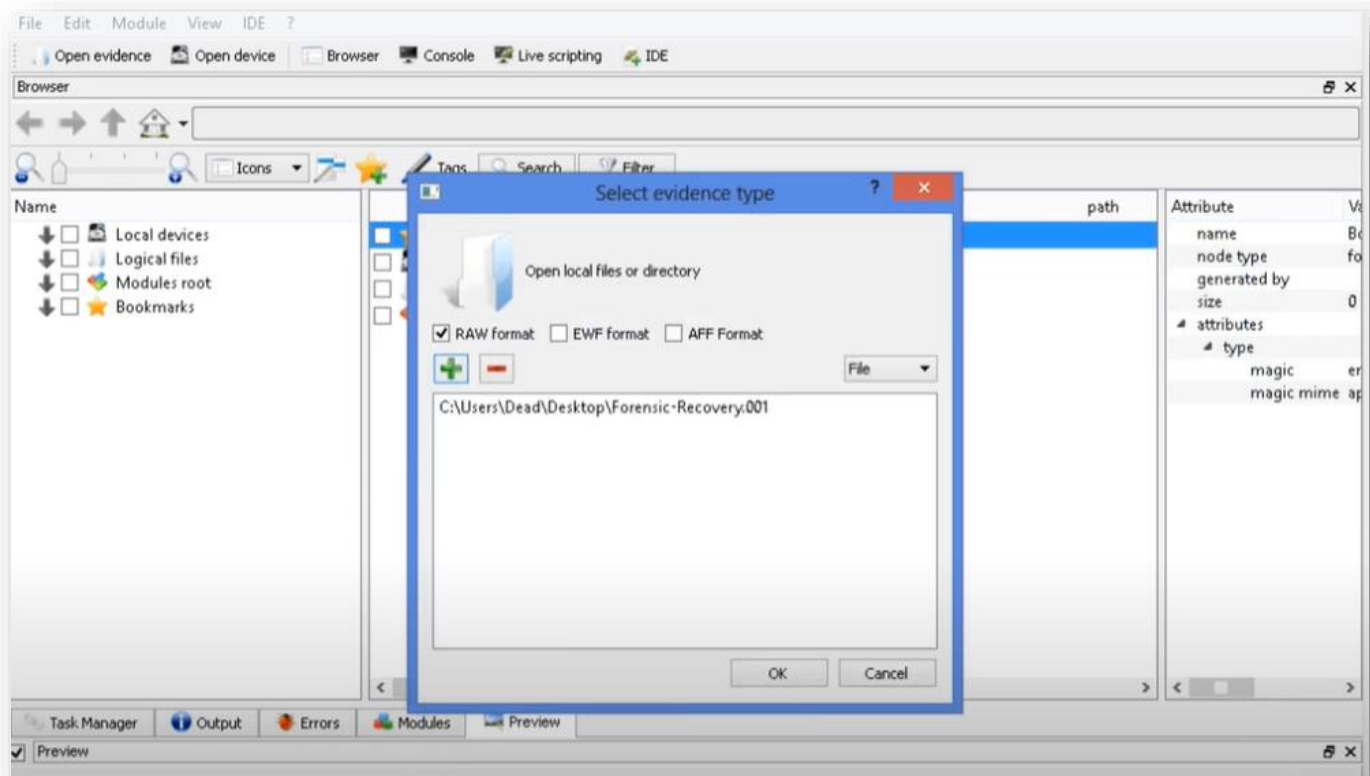 File Edit Module View IDE ?
Open evidence Open device Browser Console Live scripting IDE
Browser
Icons Tags Search Filter
Select evidence type ?
Name
path
Attribute
Local devices
Logical files
Modules root
Bookmarks
Open local files or directory
RAW format EWF format AFF Format
File
C:\Users\Dead\Desktop\Forensic-Recovery.001
OK Cancel
name
node type
generated by
size 0
attributes
type
magic
magic mime
Task Manager Output Errors Modules Preview
Preview